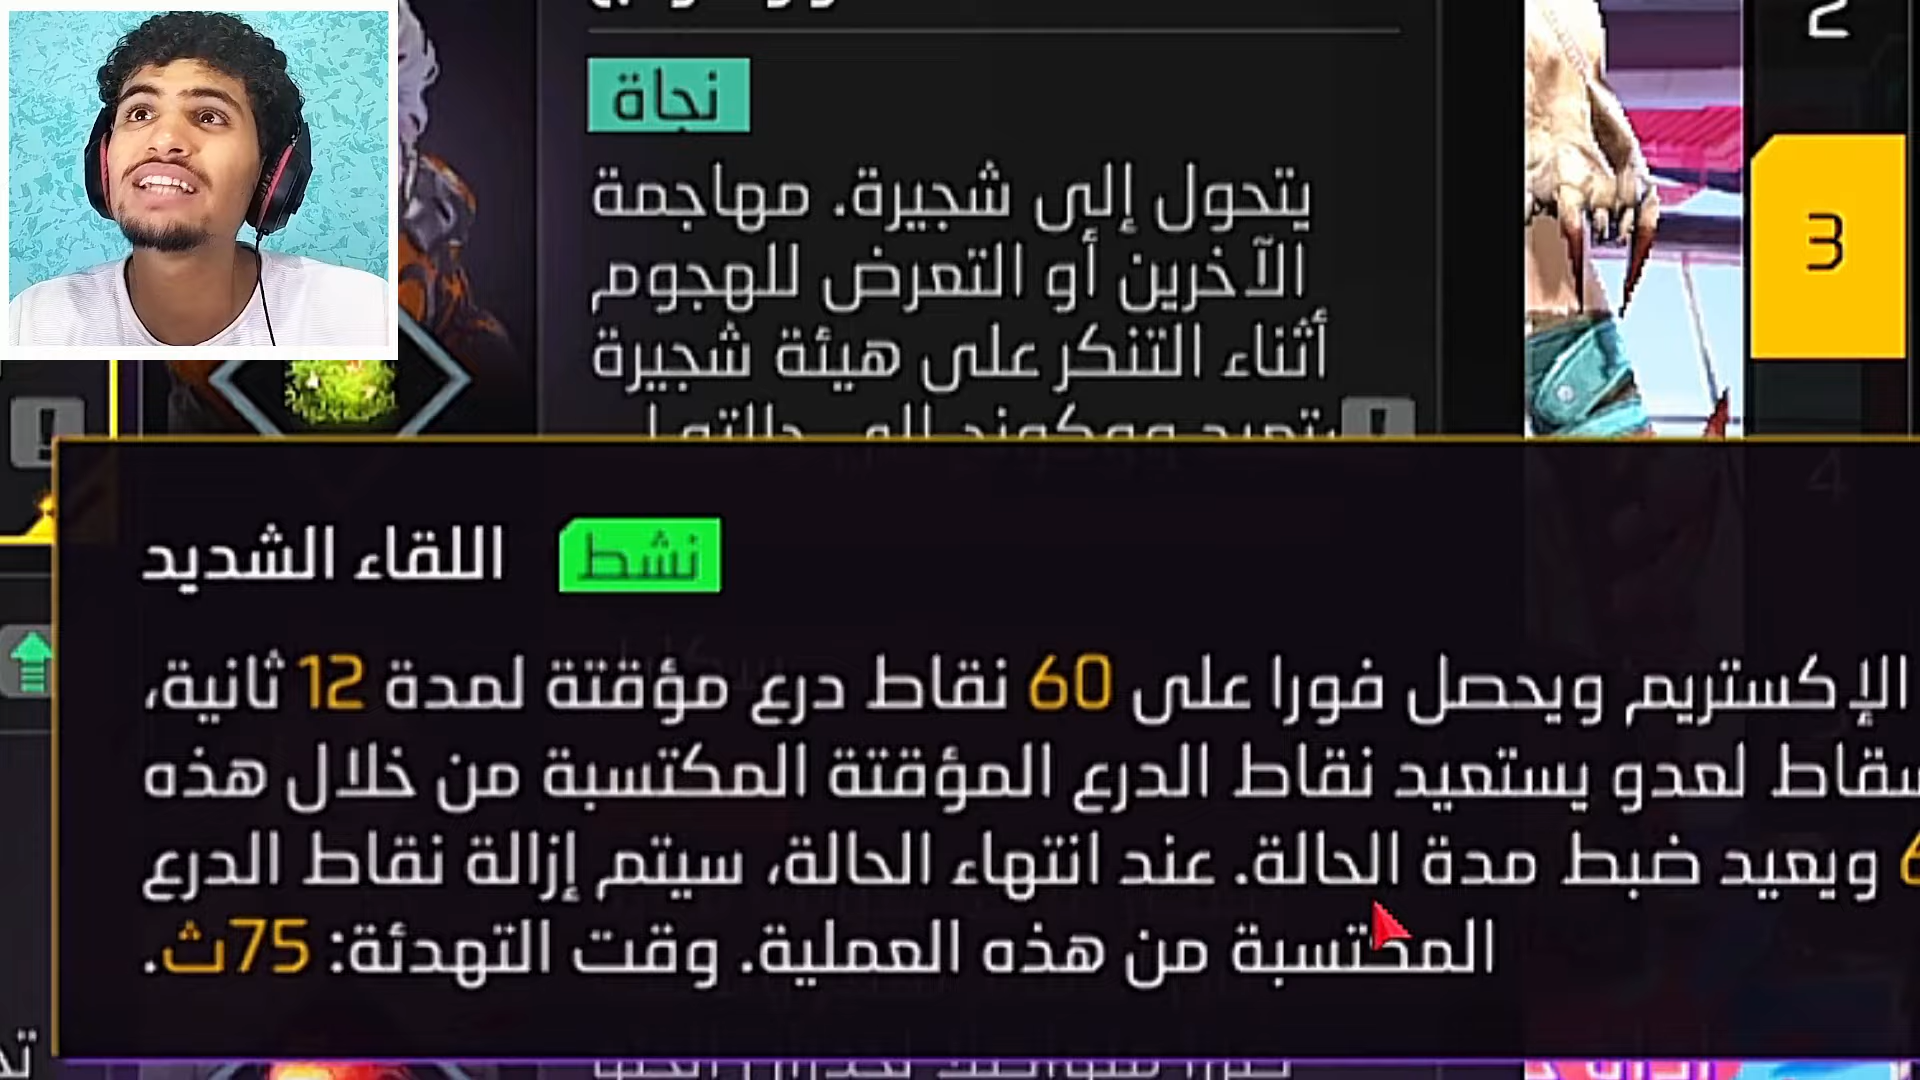 2
نجاة
يتحول إلى شجيرة. مهاجمة
الآخرين أو التعرض للهجوم
أثناء التنكر على هيئة شجيرة
3
4
اللقاء الشديد
نشط
الإكستريم ويحصل فورا على 60 نقاط درع مؤقتة لمدة 12 ثانية،
لعدو يستعيد نقاط الدرع المؤقتة المكتسبة من خلال هذه
ويعيد ضبط مدة الحالة. عند انتهاء الحالة، سيتم إزالة نقاط الدرع
المكتسبة من هذه العملية. وقت التهدئة: 75ث.